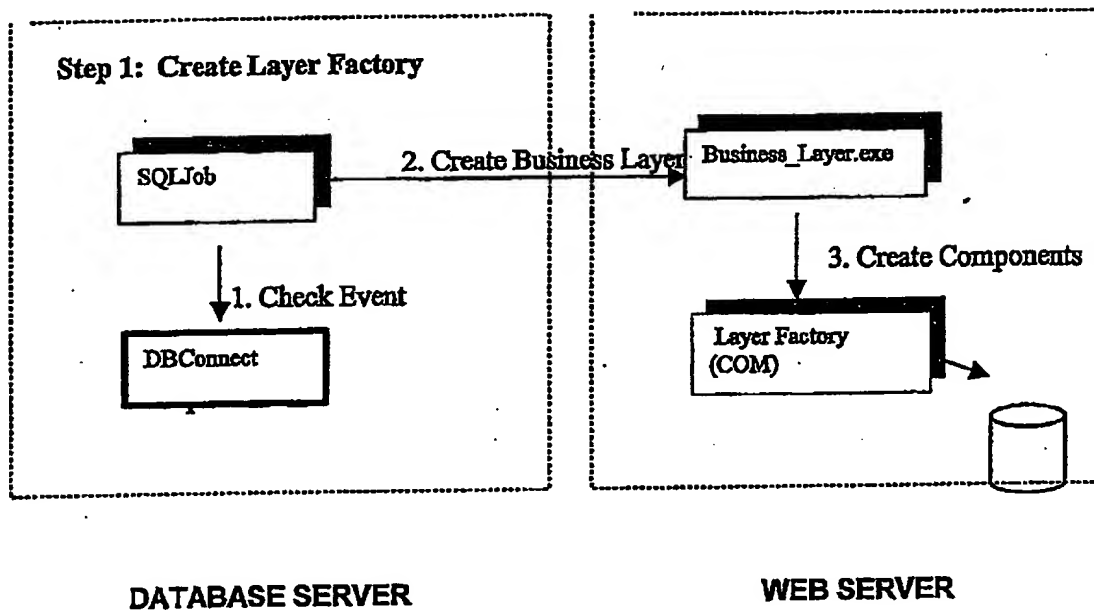 Step 1: Create Layer Factory
SQLJob
2. Create Business Layer
Business_Layer.exe
1. Check Event
3. Create Components
DBConnect
Layer Factory
(COM)
DATABASE SERVER
WEB SERVER